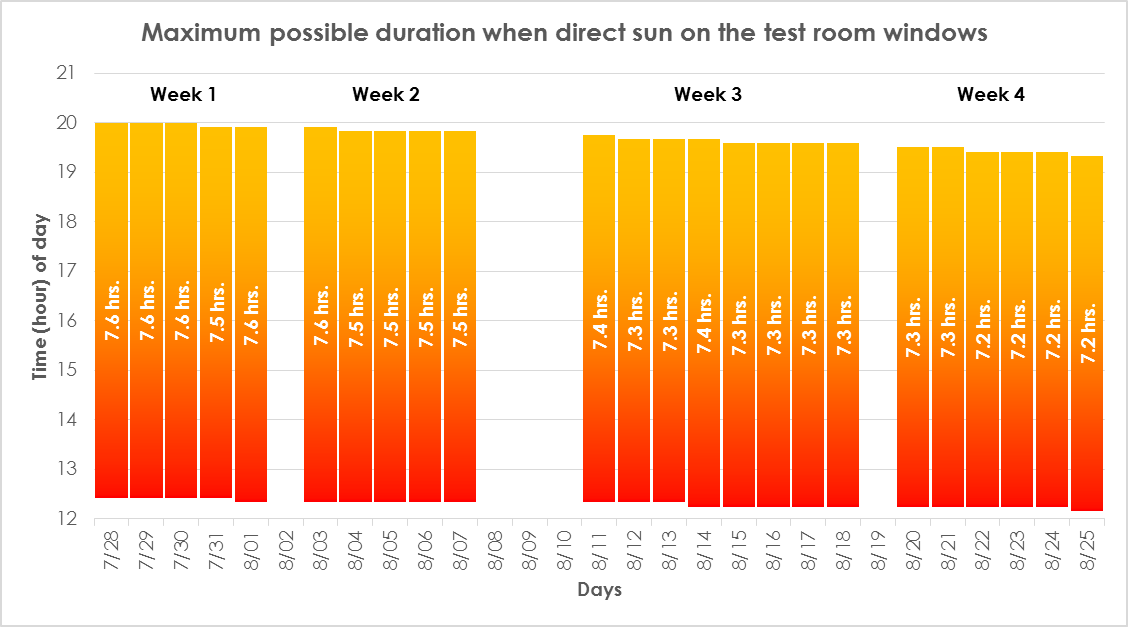 Maximum possible duration when direct sun on the test room windows
21
20
19
18
17
16
15
14
13
12
Time (hour) of day
Week 1
Week 2
Week 3
Week 4
7.6 hrs.
7.6 hrs.
7.6 hrs.
7.5 hrs.
7.6 hrs.
7.6 hrs.
7.5 hrs.
7.5 hrs.
7.5 hrs.
7.5 hrs.
7.4 hrs.
7.3 hrs.
7.3 hrs.
7.4 hrs.
7.3 hrs.
7.3 hrs.
7.3 hrs.
7.3 hrs.
7.3 hrs.
7.3 hrs.
7.2 hrs.
7.2 hrs.
7.2 hrs.
7.2 hrs.
7/28
7/29
7/30
7/31
8/01
8/02
8/03
8/04
8/05
8/06
8/07
8/08
8/09
8/10
8/11
8/12
8/13
8/14
8/15
8/16
8/17
8/18
8/19
8/20
8/21
8/22
8/23
8/24
8/25
Days